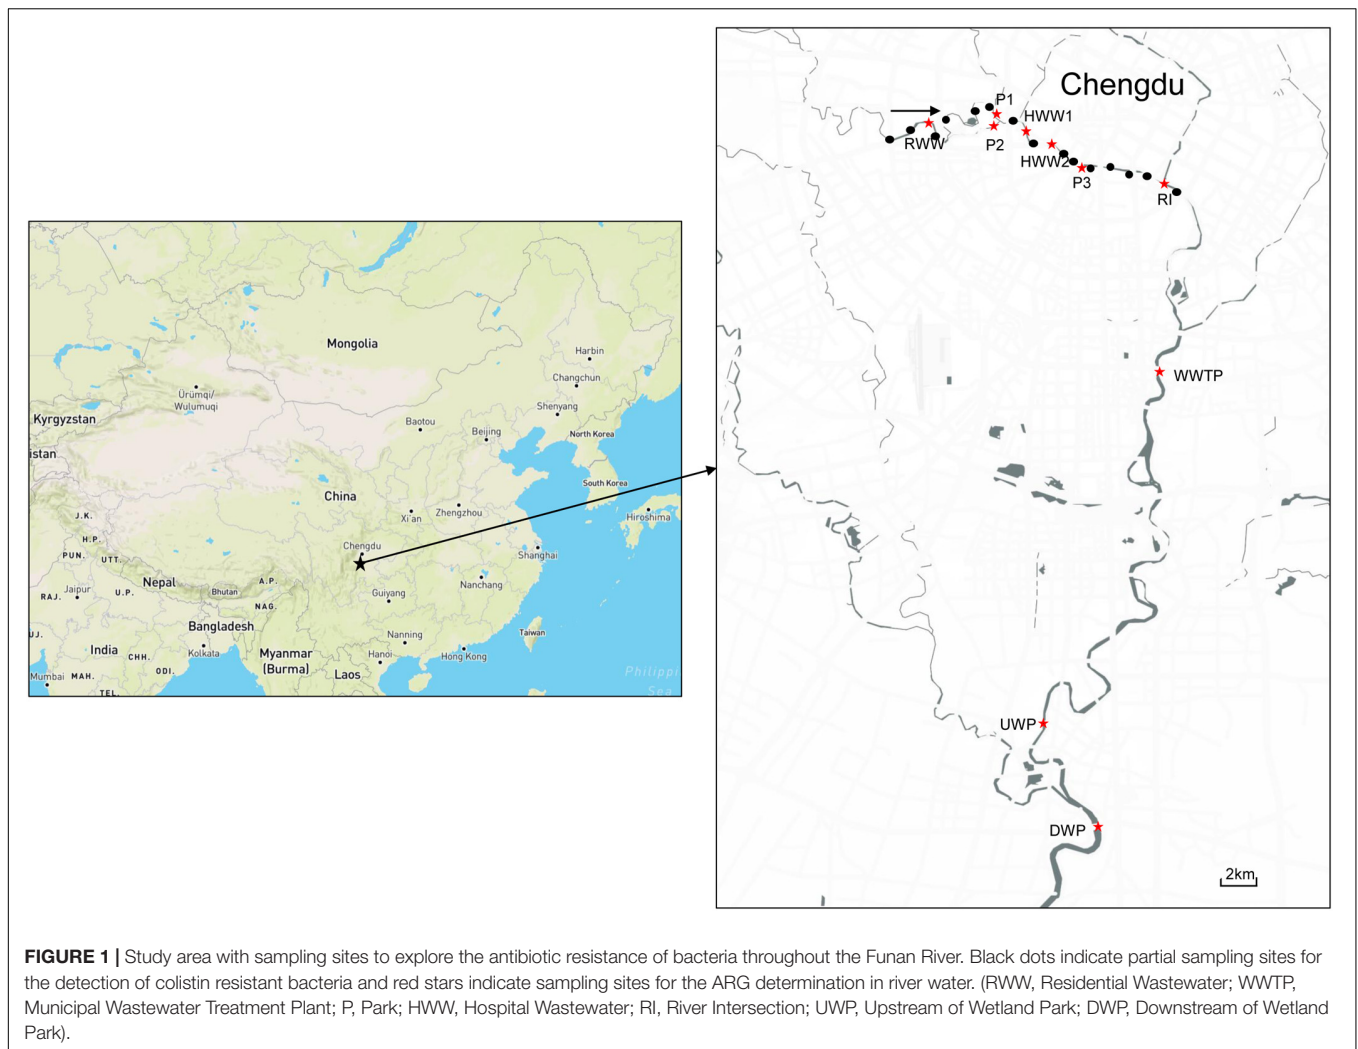 Chengdu
P1
HWW1
RWW
P2
HWW2
P3
RI
WWTP
UWP
DWP
2km
Mongolia
Harbin
Changchun
Ürümqi/
Wulumuqi
Shenyang
Kyrgyzstan
Baotou
Beijing
North Korea
istan
South Korea
China
J.K.
Xi'an
Zhengzhou
Hiroshima
H.P.
Chengdu
PUN.
UTT.
Shanghai
Nepal
A.P.
Nanchang
RAJ.
Jaipur
U.P.
Bhutan
Guiyang
NAG.
Bangladesh
Nanning
Taiwan
UJ.
India
CHH.
Kolkata
Myanmar
(Burma)
Hanoi
Hong Kong
Mumbai
MAH.
ODI.
Laos
Philippi
Sea
TEL.
FIGURE 1 | Study area with sampling sites to explore the antibiotic resistance of bacteria throughout the Funan River. Black dots indicate partial sampling sites for
the detection of colistin resistant bacteria and red stars indicate sampling sites for the ARG determination in river water. (RWW, Residential Wastewater; WWTP,
Municipal Wastewater Treatment Plant; P, Park; HWW, Hospital Wastewater; RI, River Intersection; UWP, Upstream of Wetland Park; DWP, Downstream of Wetland
Park).